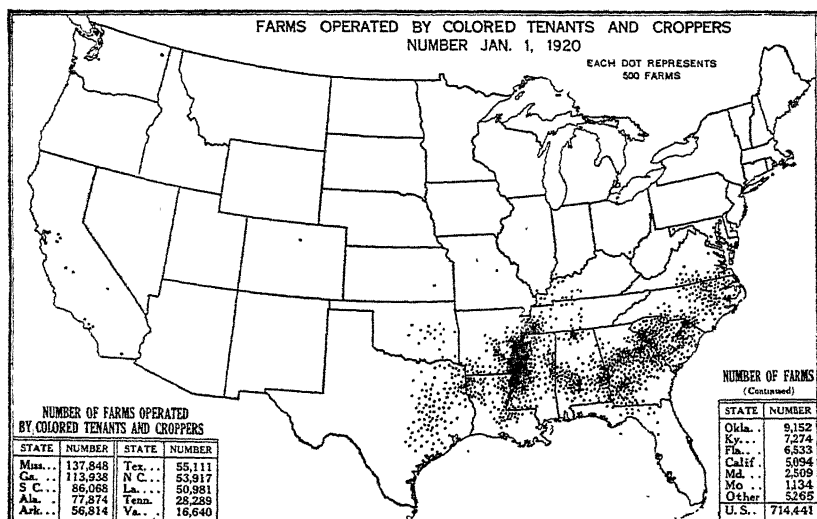 FARMS OPERATED BY COLORED TENANTS AND CROPPERS
NUMBER JAN. 1, 1920
EACH DOT REPRESENTS
500 FARMS
NUMBER OF FARMS OPERATED
BY COLORED TENANTS AND CROPPERS
STATE NUMBER STATE NUMBER
Miss... 137,848 Tex... 55,111
Ga. .. 113,938 N C... 53,917
S C... 86,068 La.... 50,981
Ala. . 77,874 Tenn. 28,289
Ark... 56,814 Va.. . 16,640
NUMBER OF FARMS
(Continued)
STATE NUMBER
Okla.. 9,152
Ky... 7,274
Fla.. . 6,533
Calif . 5,094
Md. . 2,509
Mo . 1,134
Other 5,265
U. S.. 714,441